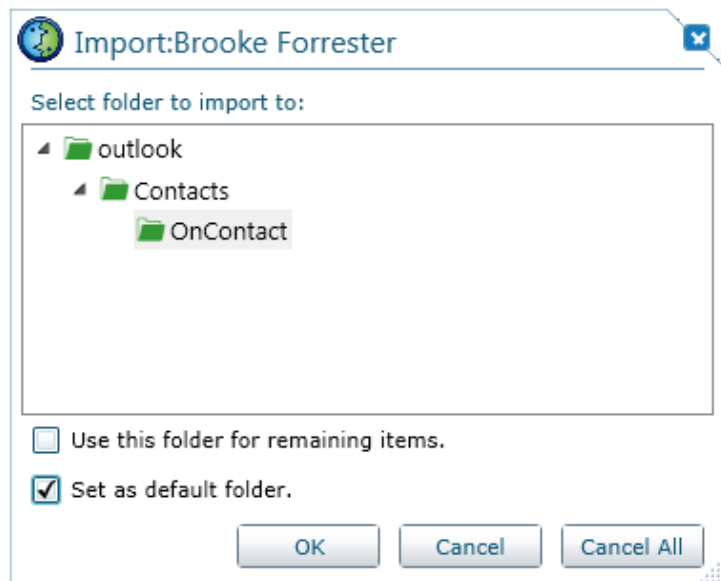 Import:Brooke Forrester
Select folder to import to:
outlook
Contacts
OnContact
Use this folder for remaining items.
Set as default folder.
OK Cancel Cancel All